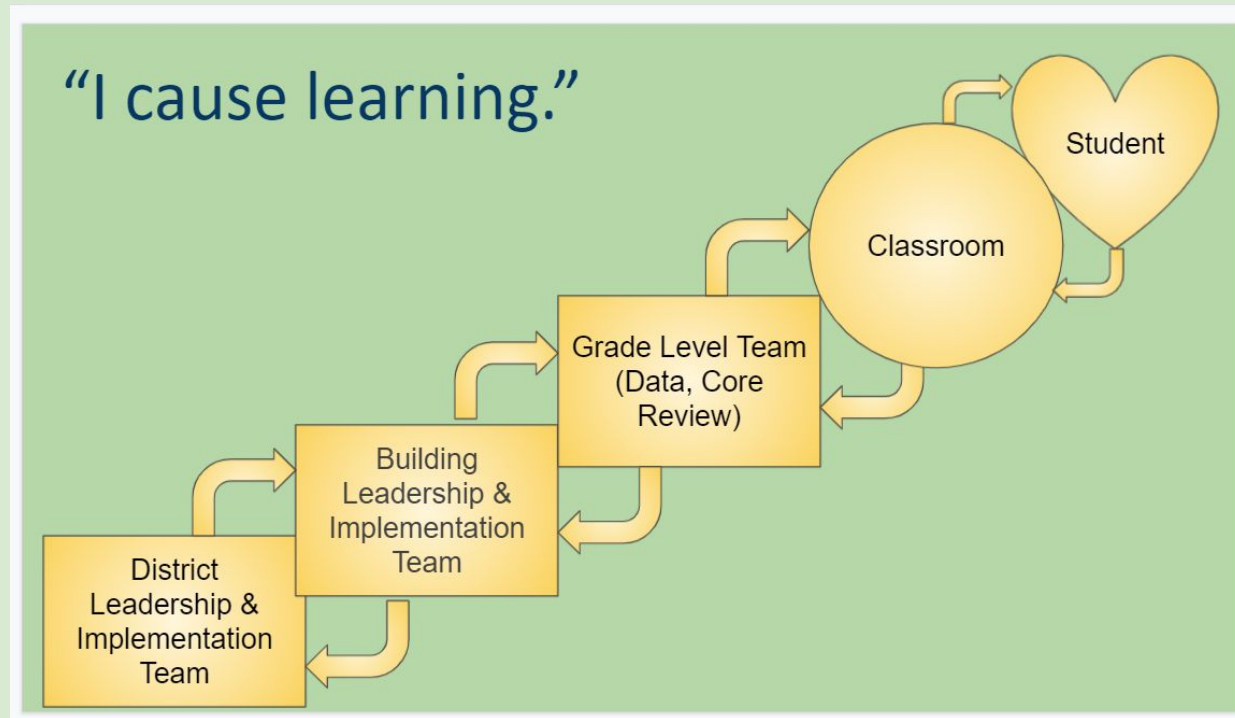 “I cause learning.”
Student
Classroom
Grade Level Team
(Data, Core
Review)
Building
Leadership &
Implementation
Team
District
Leadership &
Implementation
Team